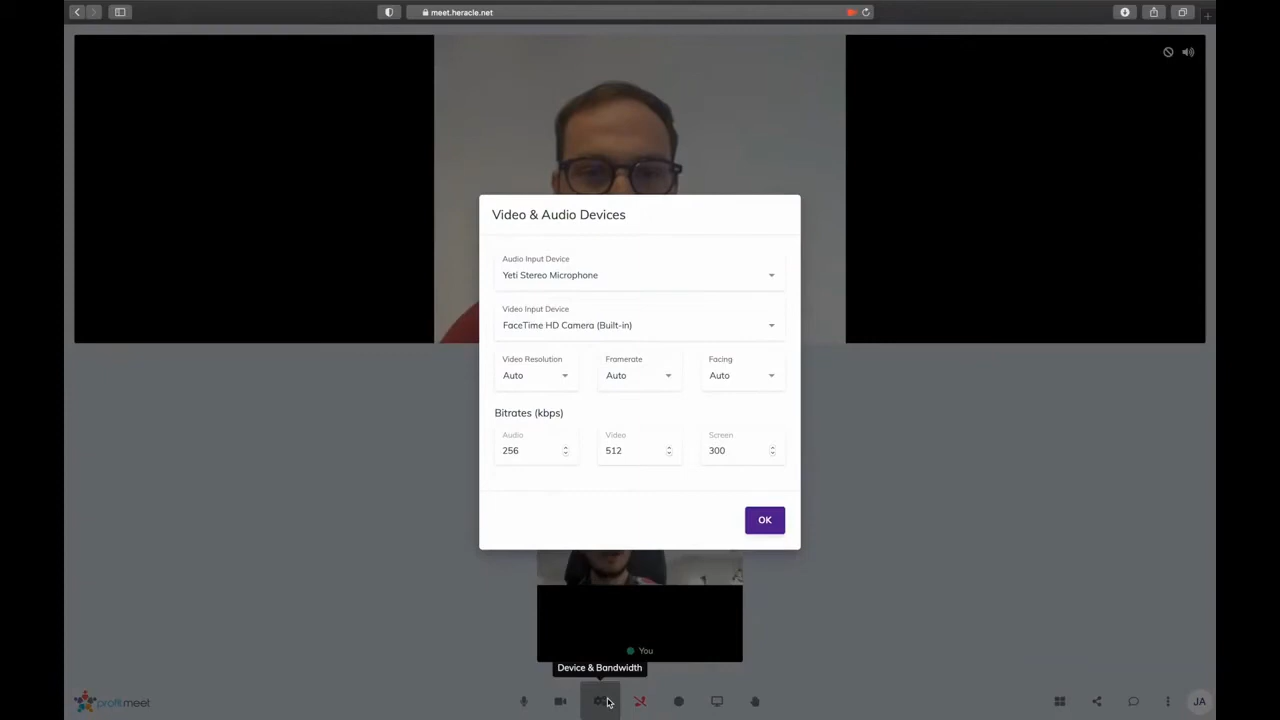 meet.heracle.net
Video & Audio Devices
Audio Input Device
Yeti Stereo Microphone
Video Input Device
FaceTime HD Camera (Built-in)
Video Resolution Framerate Facing
Auto Auto Auto
Bitrates (kbps)
Audio Video Screen
256 512 300
OK
You
Device & Bandwidth
profitmeet
JA